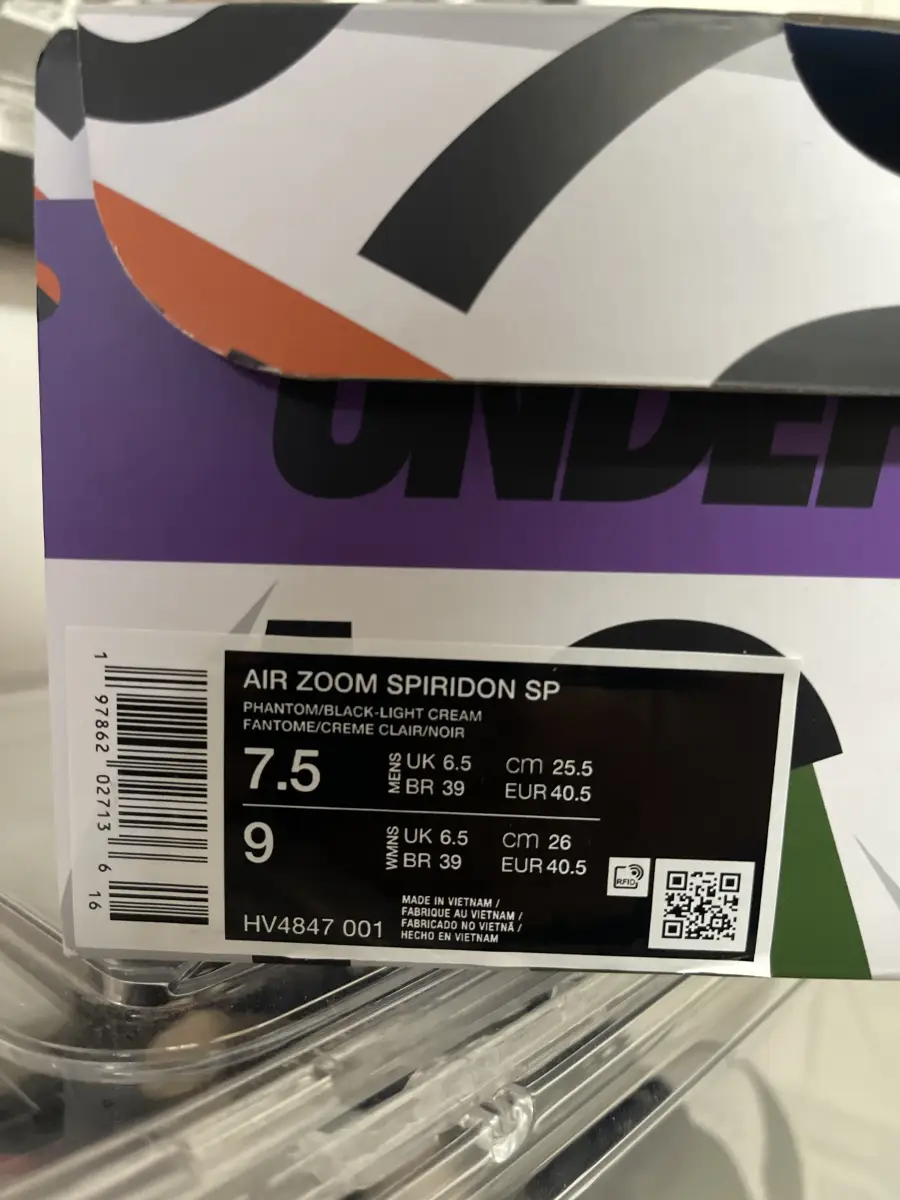 UNDE
AIR ZOOM SPIRIDON SP
PHANTOM/BLACK-LIGHT CREAM
FANTOME/CREME CLAIR/NOIR
7.5
MENS
UK 6.5
cm 25.5
BR 39
EUR 40.5
9
WMNS
UK 6.5
cm 26
BR 39
EUR 40.5
RFID
HV4847 001
MADE IN VIETNAM /
FABRIQUE AU VIETNAM /
FABRICADO NO VIETNÃ /
HECHO EN VIETNAM
1 97862 02713 6 16